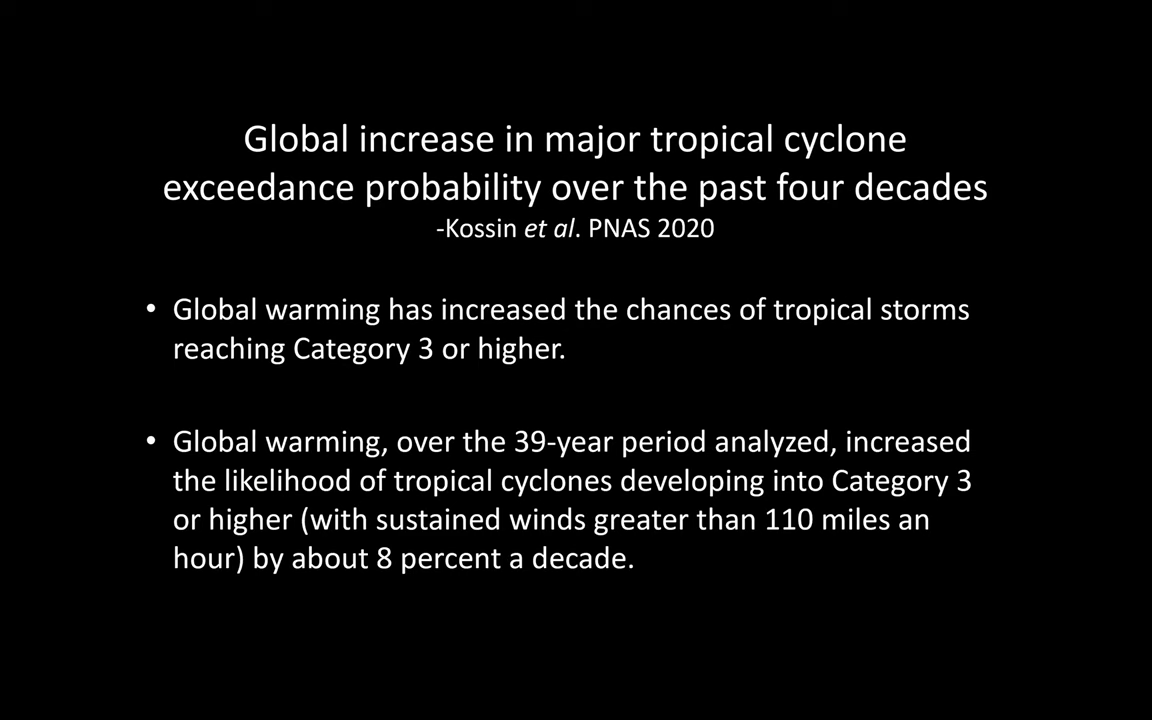 Global increase in major tropical cyclone
exceedance probability over the past four decades
-Kossin et al. PNAS 2020
• Global warming has increased the chances of tropical storms
reaching Category 3 or higher.
• Global warming, over the 39-year period analyzed, increased
the likelihood of tropical cyclones developing into Category 3
or higher (with sustained winds greater than 110 miles an
hour) by about 8 percent a decade.